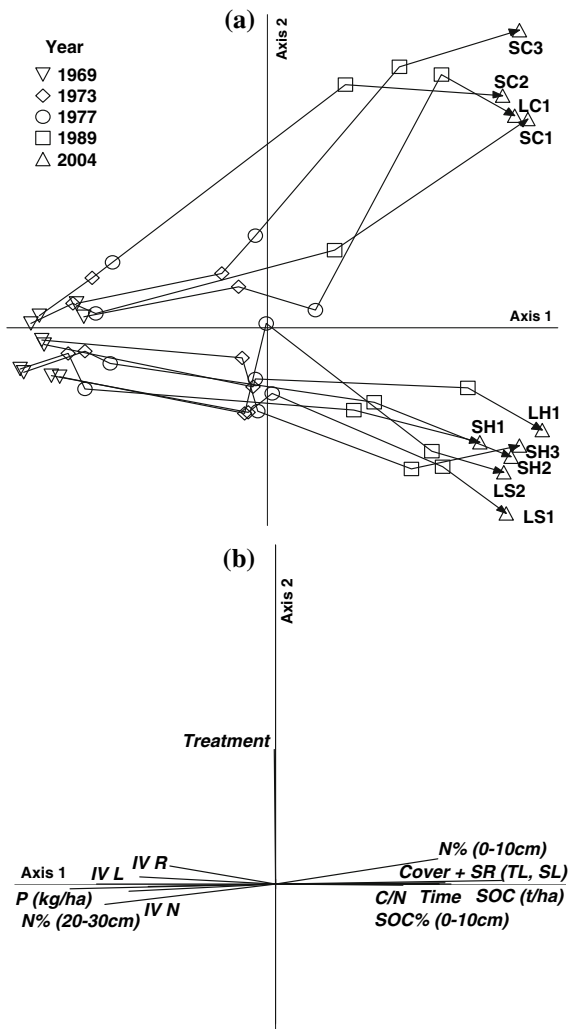 (a)
Axis 2
Year
1969
1973
1977
1989
2004
SC3
SC2
LC1
SC1
Axis 1
LH1
SH1
SH3
SH2
LS2
LS1
(b)
Axis 2
Treatment
N% (0-10cm)
IV R
Axis 1
IV L
Cover + SR (TL, SL)
P (kg/ha)
IV N
C/N Time SOC (t/ha)
N% (20-30cm)
SOC% (0-10cm)